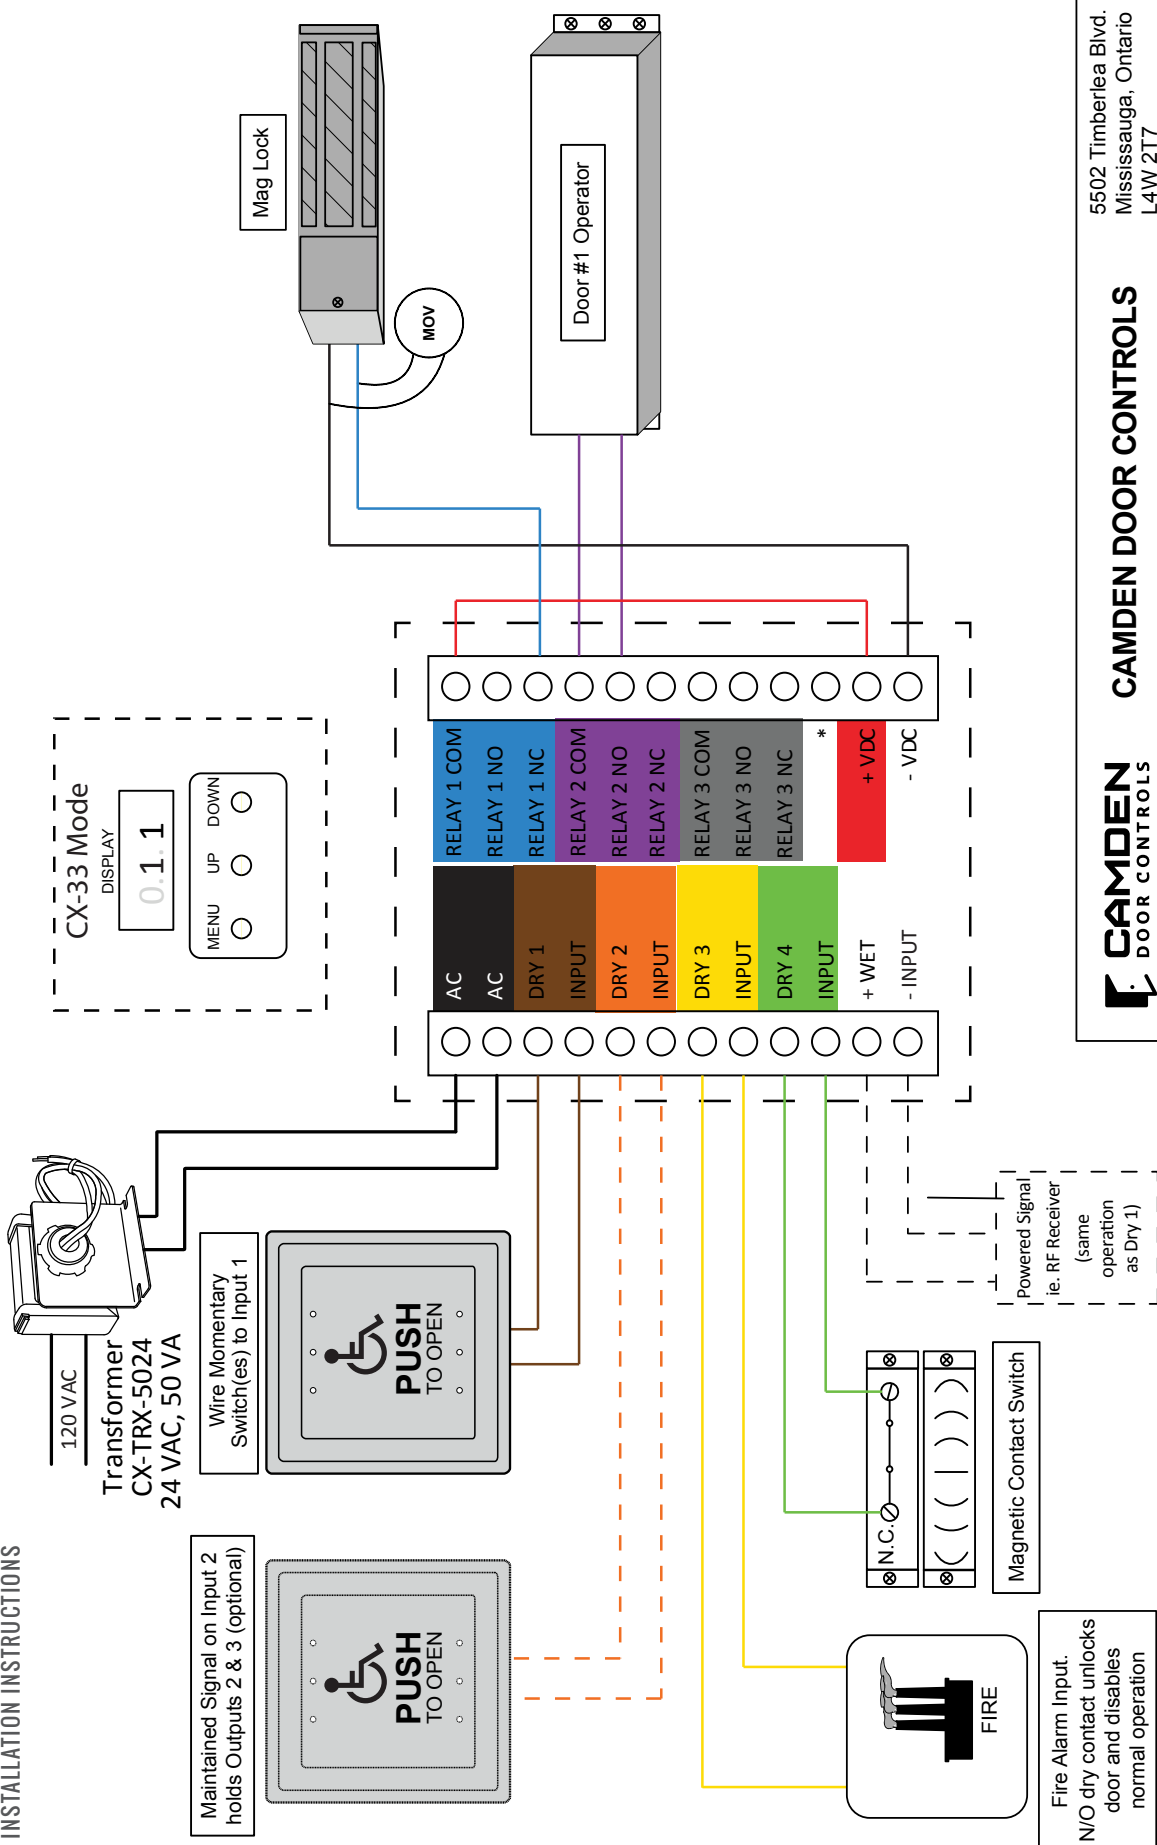 INSTALLATION INSTRUCTIONS
120 VAC
Transformer
CX-TRX-5024
24 VAC, 50 VA
CX-33 Mode
DISPLAY
0.1.1
MENU UP DOWN
Mag Lock
MOV
Door #1 Operator
Maintained Signal on Input 2
holds Outputs 2 & 3 (optional)
PUSH
TO OPEN
Wire Momentary
Switch(es) to Input 1
PUSH
TO OPEN
AC
AC
DRY 1
INPUT
DRY 2
INPUT
DRY 3
INPUT
DRY 4
INPUT
+ WET
- INPUT
RELAY 1 COM
RELAY 1 NO
RELAY 1 NC
RELAY 2 COM
RELAY 2 NO
RELAY 2 NC
RELAY 3 COM
RELAY 3 NO
RELAY 3 NC
*
+ VDC
- VDC
FIRE
Fire Alarm Input.
N/O dry contact unlocks
door and disables
normal operation
N.C.
Magnetic Contact Switch
Powered Signal
ie. RF Receiver
(same
operation
as Dry 1)
CAMDEN
DOOR CONTROLS
CAMDEN DOOR CONTROLS
5502 Timberlea Blvd.
Mississauga, Ontario
L4W 2T7